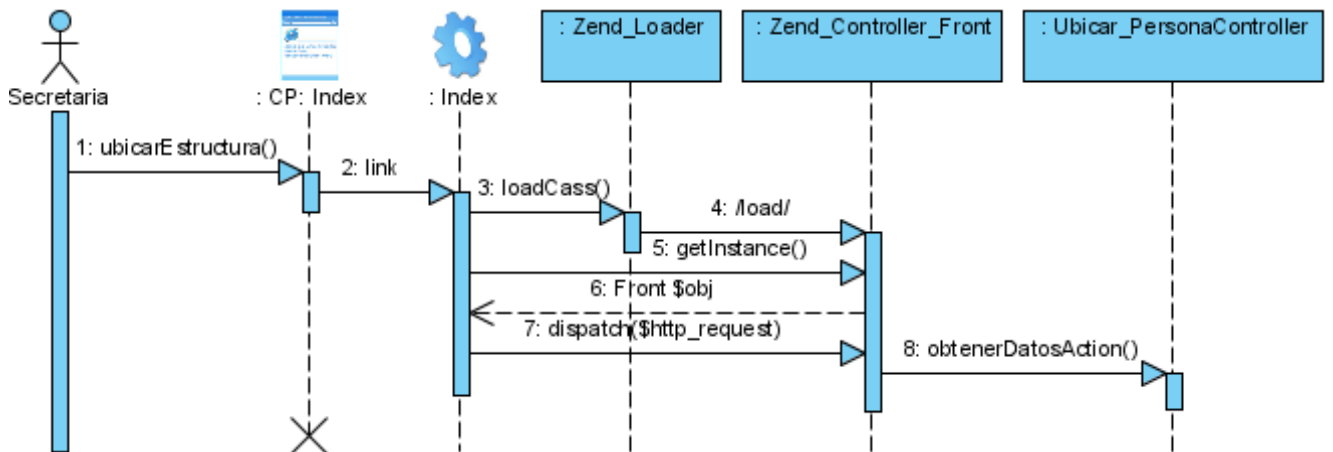 : Zend_Loader
: Zend_Controller_Front
: Ubicar_PersonaController
Secretaria
: CP: Index
: Index
1: ubicarEstructura()
2: link
3: loadCass()
4: /load/
5: getInstance()
6: Front $obj
7: dispatch($http_request)
8: obtenerDatosAction()